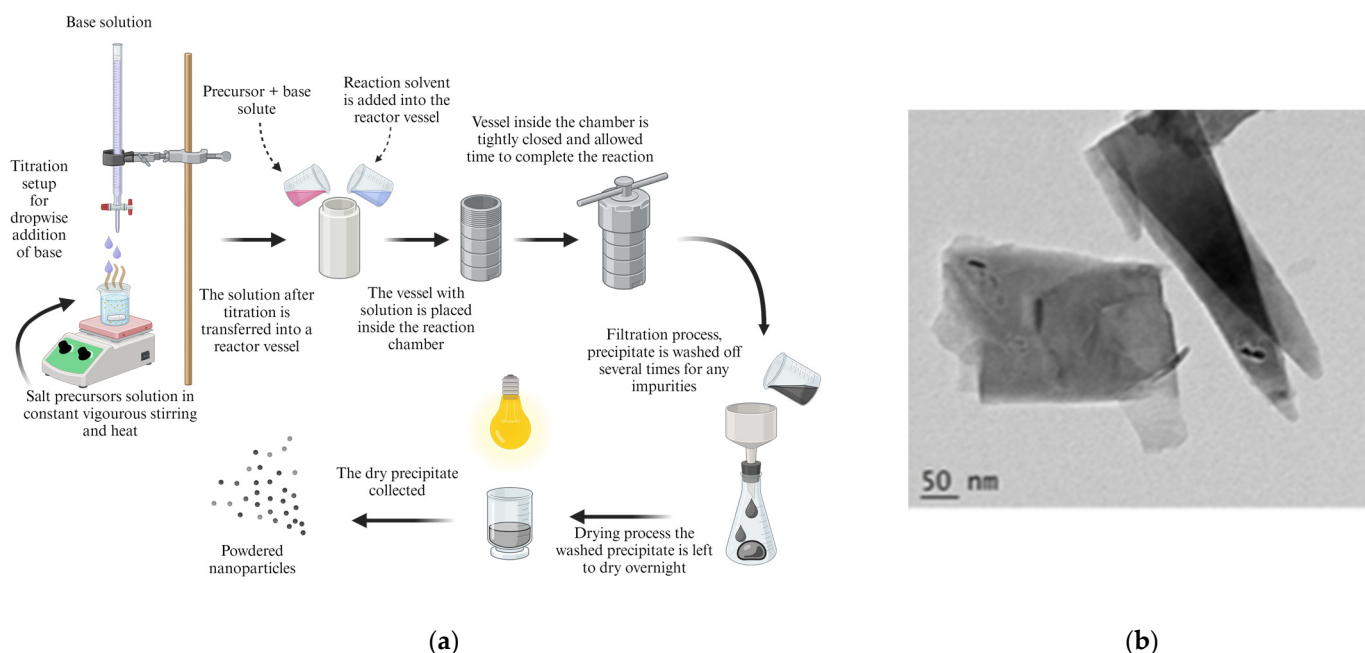 Base solution
Titration
setup
for
dropwise
addition
of base
Salt precursors solution in
constant vigourous stirring
and heat
The solution after
titration is
transferred into a
reactor vessel
Precursor + base
solute
Reaction solvent
is added into the
reactor vessel
The vessel with
solution is placed
inside the reaction
chamber
Vessel inside the chamber is
tightly closed and allowed
time to complete the reaction
Filtration process,
precipitate is washed off
several times for any
impurities
Drying process the
washed precipitate is left
to dry overnight
The dry precipitate
collected
Powdered
nanoparticles
(a)
50 nm
(b)